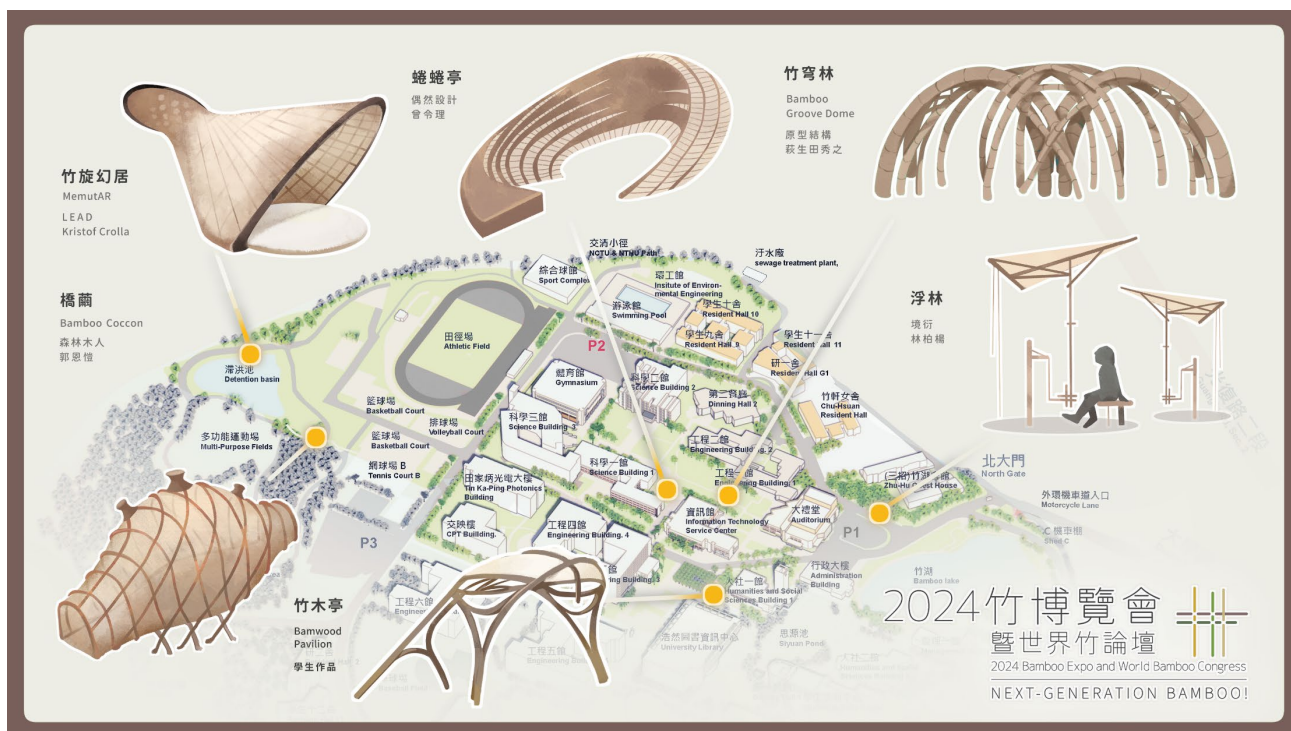 蜷蜷亭
偶然設計
曾令理
竹穹林
Bamboo
Groove Dome
原型結構
萩生田秀之
竹旋幻居
MemutAR
LEAD
Kristof Crolla
橋繭
Bamboo Coccon
森林木人
郭恩愷
浮林
境衍
林柏楊
交清小徑
NCTU & NTHU Path
汙水廠
sewage treatment plant,
綜合球館
Sport Complex
環工館
Insitute of Environ-
mental Engineering
游泳館
Swimming Pool
學生十舍
Resident Hall 10
學生九舍
Resident Hall 9
學生十一舍
Resident Hall 11
研一舍
Resident Hall G1
田徑場
Athletic Field
P2
滯洪池
Detention basin
體育館
Gymnasium
科學二館
Science Building 2
第二餐廳
Dinning Hall 2
竹軒女舍
Chu-Hsuan
Resident Hall
籃球場
Basketball Court
排球場
Volleyball Court
科學三館
Science Building 3
多功能運動場
Multi-Purpose Fields
籃球場
Basketball Court
工程二館
Engineering Building. 2
網球場 B
Tennis Court B
科學一館
Science Building 1
工程一館
Engineering Building. 1
北大門
North Gate
田家炳光電大樓
Tin Ka-Ping Photonics
Building
外環機車道入口
Motorcycle Lane
資訊館
Information Technology
Service Center
大禮堂
Auditorium
P1
交映樓
CPT Buillding.
工程四館
Engineering Building. 4
P3
行政大樓
Administration
Building
竹湖
Bamboo lake
Humanities and Social
Sciences Building 1
工程六館
竹木亭
Bamwood
Pavilion
學生作品
浩然圖書資訊中心
University Library
思源池
Siyuan Pond
工程五館
2024竹博覽會
暨世界竹論壇
2024 Bamboo Expo and World Bamboo Congress
NEXT-GENERATION BAMBOO!